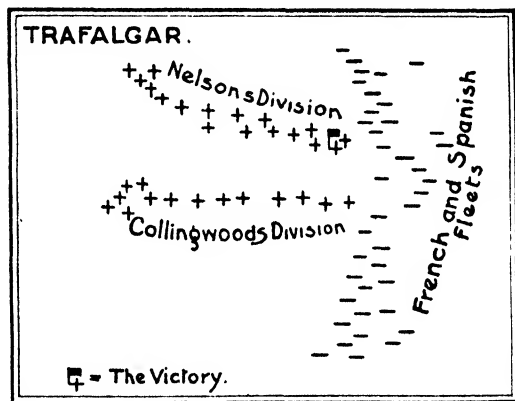 TRAFALGAR.
Nelsons Division
Collingwoods Division
French and Spanish
Fleets
= The Victory.